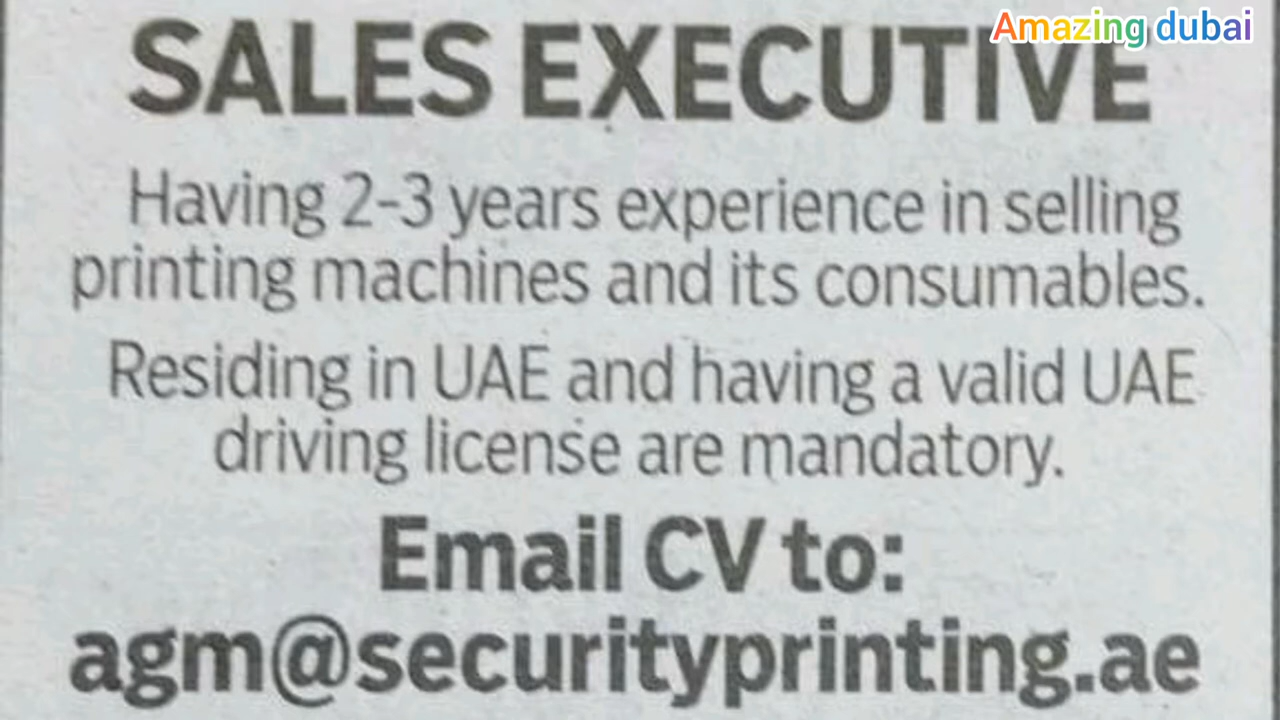 Amazing dubai
SALES EXECUTIVE
Having 2-3 years experience in selling
printing machines and its consumables.
Residing in UAE and having a valid UAE
driving license are mandatory.
Email CV to:
agm@securityprinting.ae